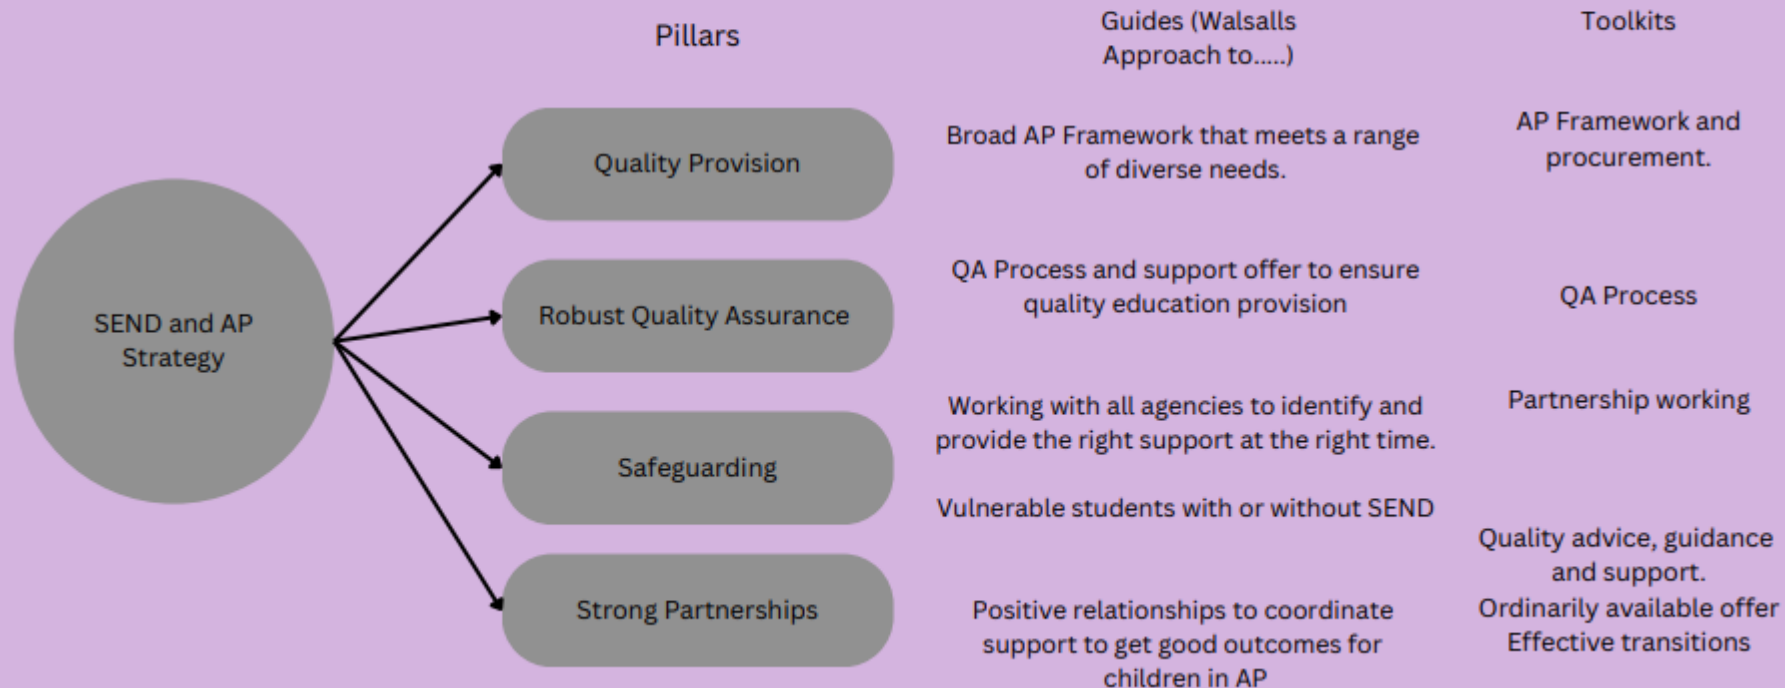 Pillars
Guides (Walsalls
Approach to.....)
Toolkits
SEND and AP
Strategy
Quality Provision
Broad AP Framework that meets a range
of diverse needs.
AP Framework and
procurement.
Robust Quality Assurance
QA Process and support offer to ensure
quality education provision
QA Process
Safeguarding
Working with all agencies to identify and
provide the right support at the right time.
Vulnerable students with or without SEND
Partnership working
Strong Partnerships
Positive relationships to coordinate
support to get good outcomes for
children in AP
Quality advice, guidance
and support.
Ordinarily available offer
Effective transitions